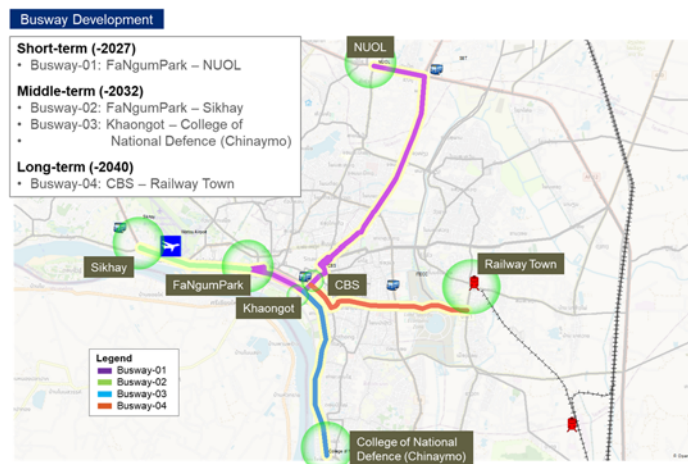 Busway Development
Short-term (-2027)
• Busway-01: FaNgumPark – NUOL
Middle-term (-2032)
• Busway-02: FaNgumPark – Sikhay
• Busway-03: Khaongot – College of
• National Defence (Chinaymo)
Long-term (-2040)
• Busway-04: CBS – Railway Town
NUOL
Sikhay
FaNgumPark
Khaongot
CBS
Railway Town
Legend
Busway-01
Busway-02
Busway-03
Busway-04
College of National
Defence (Chinaymo)